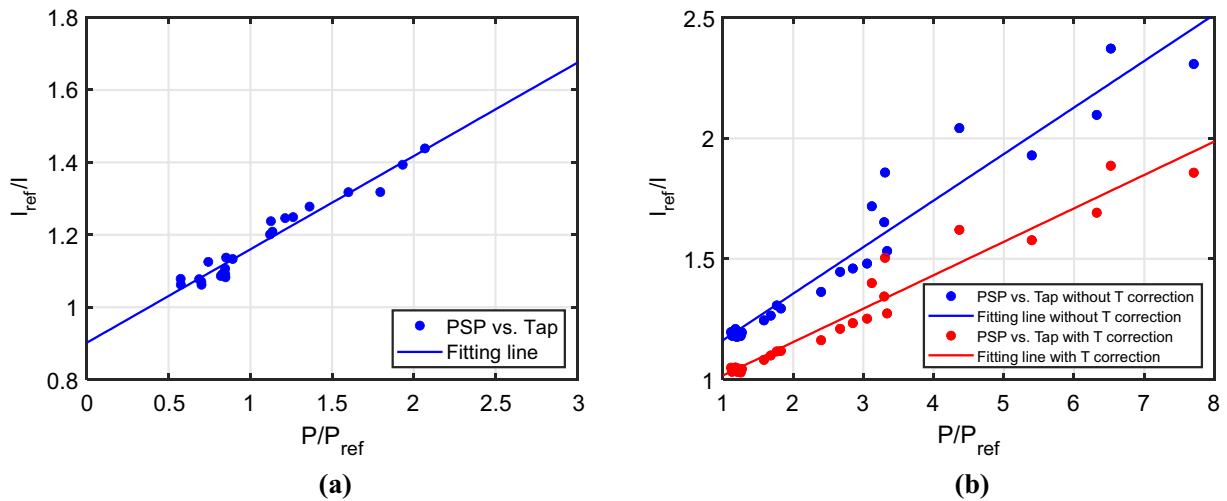 1.8
1.6
1.4
1.2
1
0.8
I_ref/I
0 0.5 1 1.5 2 2.5 3
P/P_ref
PSP vs. Tap
Fitting line
(a)
2.5
2
1.5
1
I_ref/I
1 2 3 4 5 6 7 8
P/P_ref
PSP vs. Tap without T correction
Fitting line without T correction
PSP vs. Tap with T correction
Fitting line with T correction
(b)